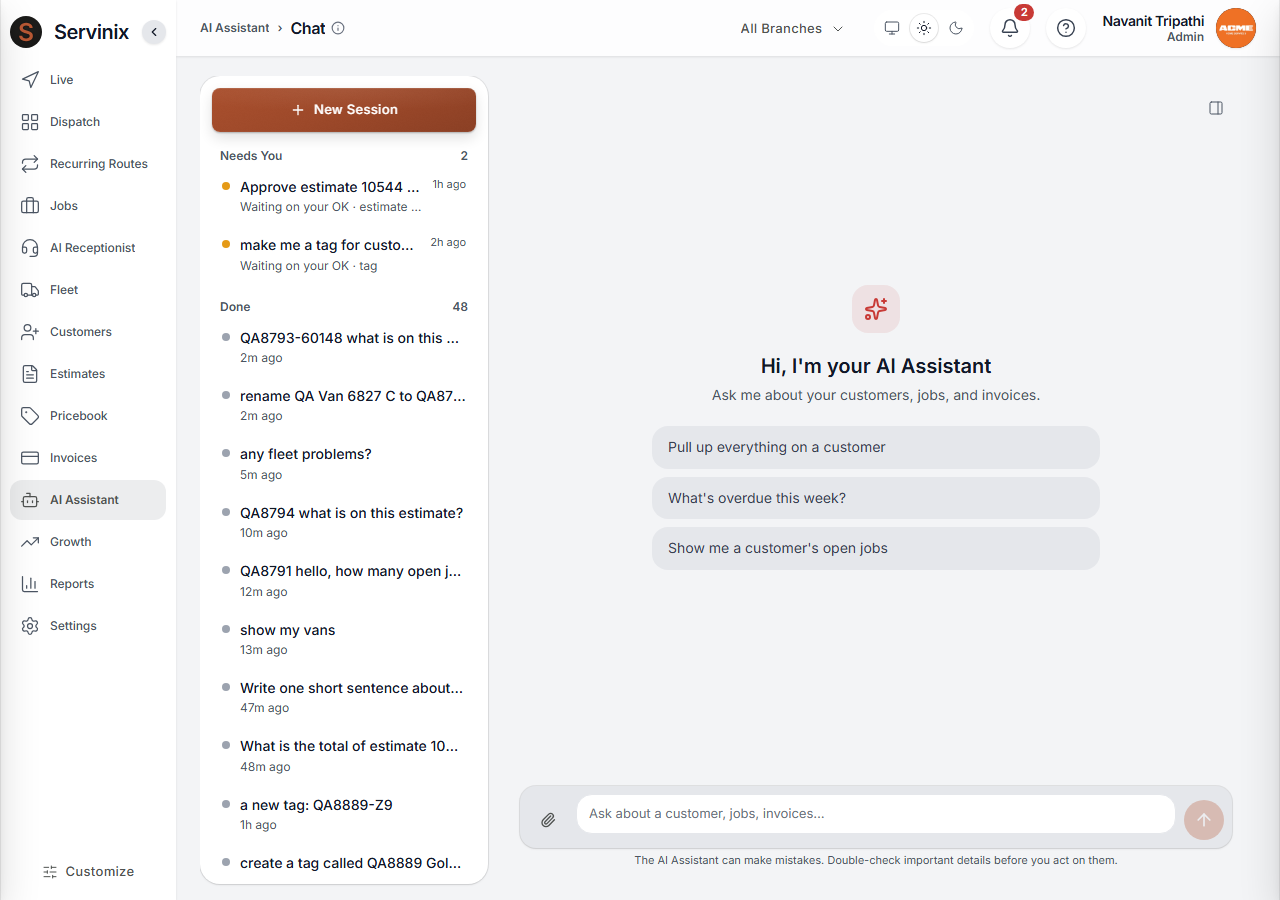 S
Servinix
Live
Dispatch
Recurring Routes
Jobs
AI Receptionist
Fleet
Customers
Estimates
Pricebook
Invoices
AI Assistant
Growth
Reports
Settings
Customize
AI Assistant › Chat
All Branches
2
Navanit Tripathi
Admin
ACME
+ New Session
Needs You 2
Approve estimate 10544 ... 1h ago
Waiting on your OK · estimate ...
make me a tag for custo... 2h ago
Waiting on your OK · tag
Done 48
QA8793-60148 what is on this ...
2m ago
rename QA Van 6827 C to QA87...
2m ago
any fleet problems?
5m ago
QA8794 what is on this estimate?
10m ago
QA8791 hello, how many open j...
12m ago
show my vans
13m ago
Write one short sentence about...
47m ago
What is the total of estimate 10...
48m ago
a new tag: QA8889-Z9
1h ago
create a tag called QA8889 Gol...
Hi, I'm your AI Assistant
Ask me about your customers, jobs, and invoices.
Pull up everything on a customer
What's overdue this week?
Show me a customer's open jobs
Ask about a customer, jobs, invoices...
The AI Assistant can make mistakes. Double-check important details before you act on them.